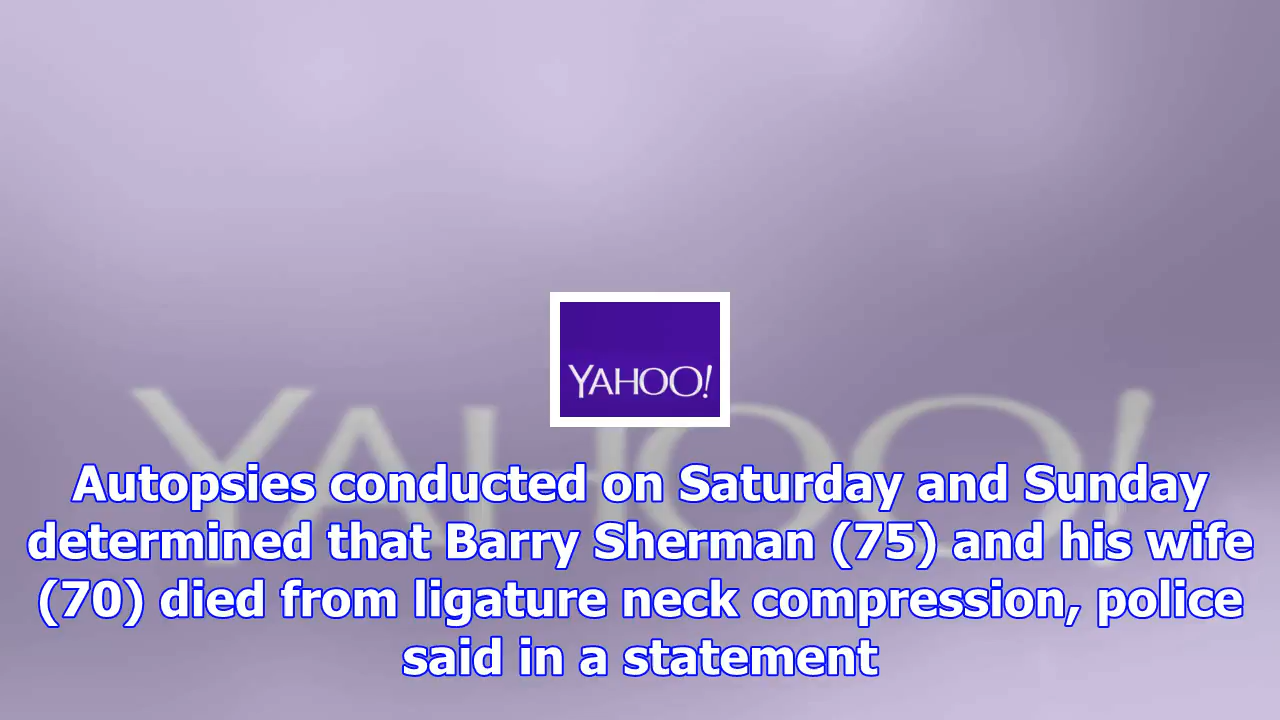 YAHOO!
YAHOO!
Autopsies conducted on Saturday and Sunday
determined that Barry Sherman (75) and his wife
(70) died from ligature neck compression, police
said in a statement